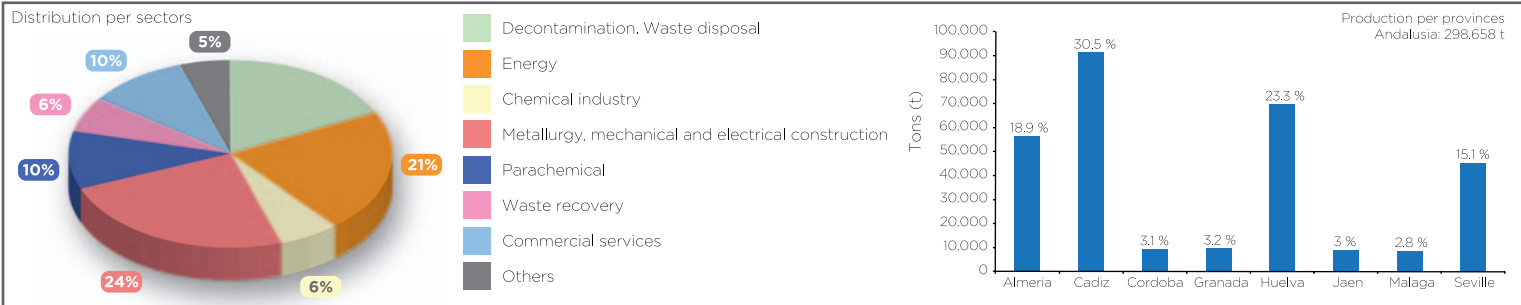 Distribution per sectors
5%
10%
6%
10%
24%
6%
21%
Decontamination. Waste disposal
Energy
Chemical industry
Metallurgy, mechanical and electrical construction
Parachemical
Waste recovery
Commercial services
Others
Production per provinces
Andalusia: 298.658 t
Tons (t)
100,000
90,000
80,000
70,000
60,000
50,000
40,000
30,000
20,000
10,000
0
18.9 %
30.5 %
3.1 %
3.2 %
23.3 %
3 %
2.8 %
15.1 %
Almeria Cadiz Cordoba Granada Huelva Jaen Malaga Seville